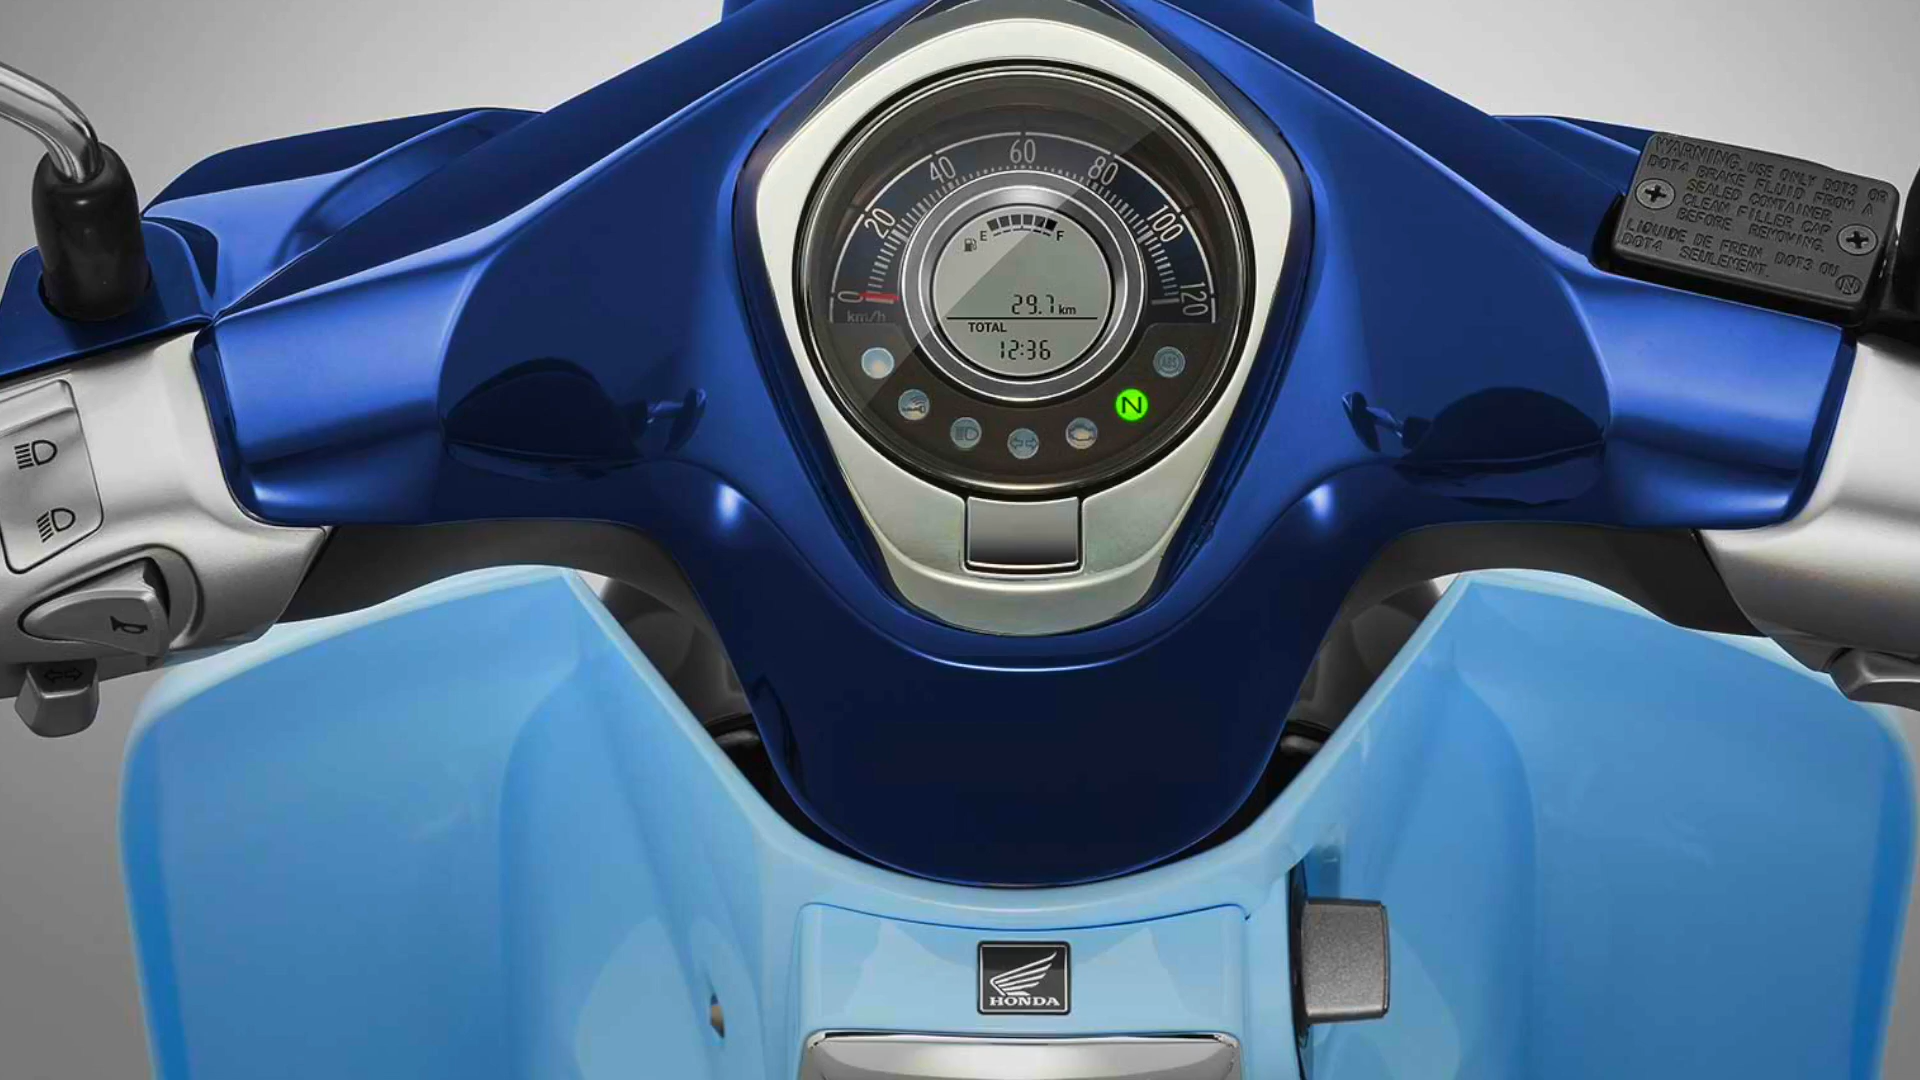 60
40
80
20
100
E
F
0
29.7 km
120
km/h
TOTAL
12:36
N
ABS
WARNING. USE ONLY DOT3 OR
DOT4 BRAKE FLUID FROM A
SEALED CONTAINER.
CLEAN FILLER CAP
BEFORE REMOVING.
LIQUIDE DE FREIN DOT3 OU
DOT4 SEULEMENT.
N
HONDA